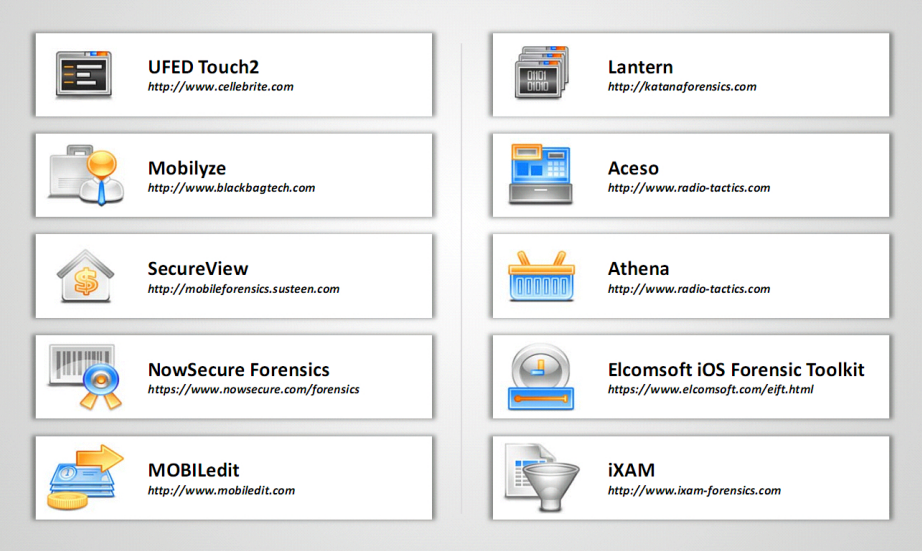 UFED Touch2
http://www.cellebrite.com
Mobilyze
http://www.blackbagtech.com
SecureView
http://mobileforensics.susteen.com
NowSecure Forensics
https://www.nowsecure.com/forensics
MOBILedit
http://www.mobiledit.com
Lantern
http://katanaforensics.com
Aceso
http://www.radio-tactics.com
Athena
http://www.radio-tactics.com
Elcomsoft iOS Forensic Toolkit
https://www.elcomsoft.com/eift.html
iXAM
http://www.ixam-forensics.com